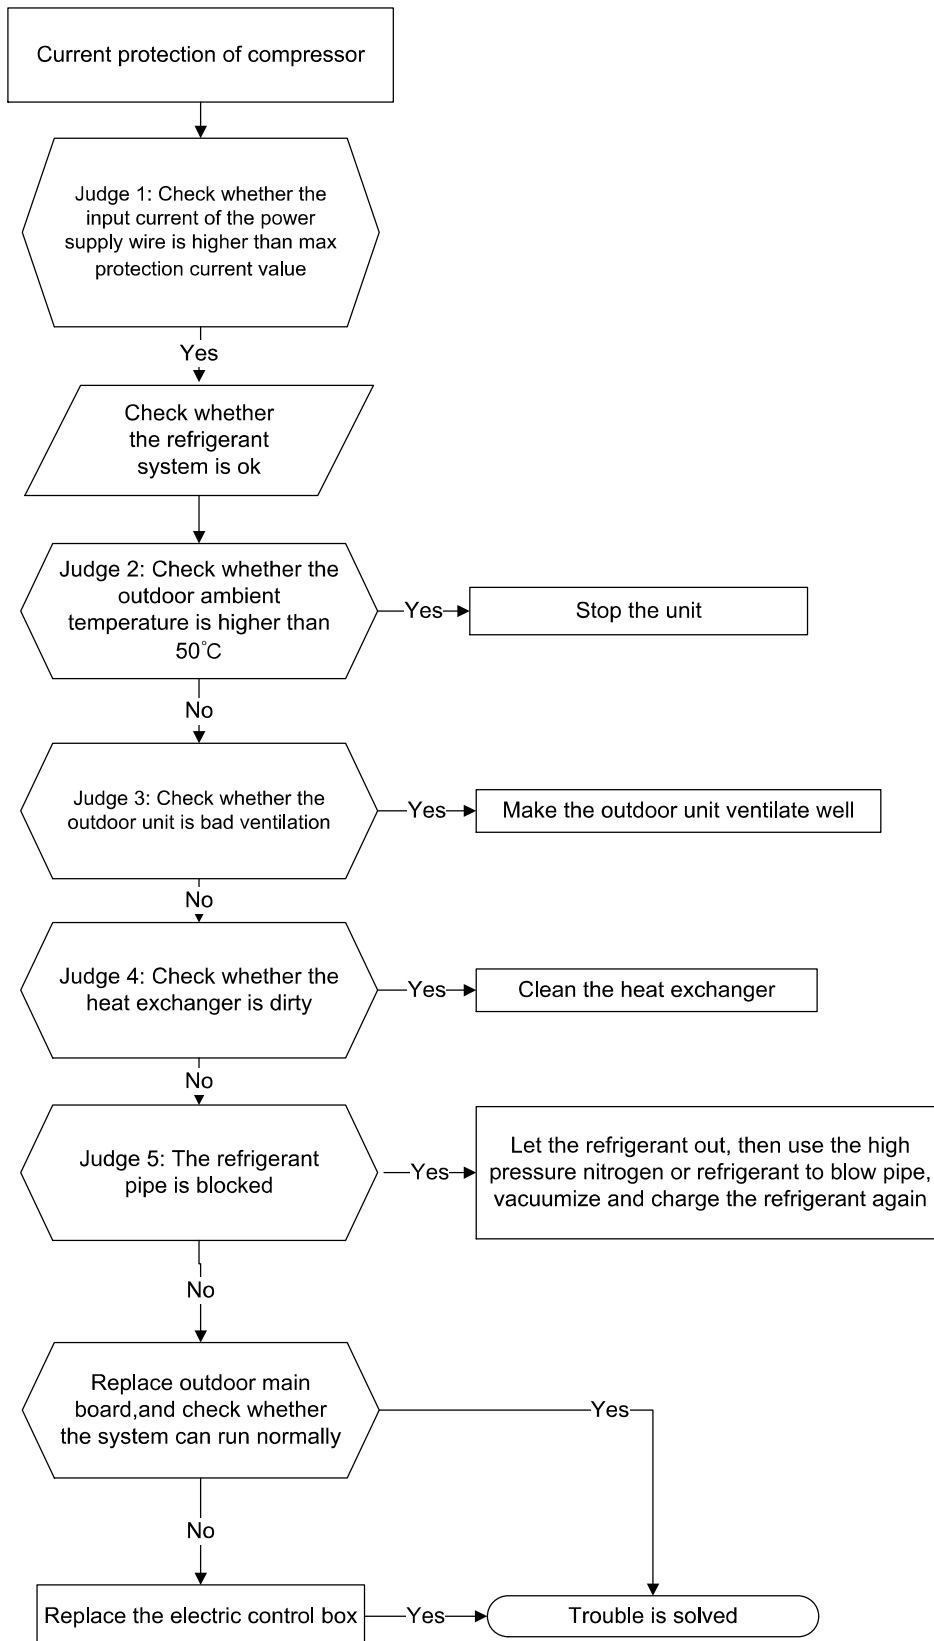 Current protection of compressor
Judge 1: Check whether the
input current of the power
supply wire is higher than max
protection current value
Yes
Check whether
the refrigerant
system is ok
Judge 2: Check whether the
outdoor ambient
temperature is higher than
50°C
Yes
Stop the unit
No
Judge 3: Check whether the
outdoor unit is bad ventilation
Yes
Make the outdoor unit ventilate well
No
Judge 4: Check whether the
heat exchanger is dirty
Yes
Clean the heat exchanger
No
Judge 5: The refrigerant
pipe is blocked
Yes
Let the refrigerant out, then use the high
pressure nitrogen or refrigerant to blow pipe,
vacuumize and charge the refrigerant again
No
Replace outdoor main
board,and check whether
the system can run normally
Yes
No
Replace the electric control box
Yes
Trouble is solved